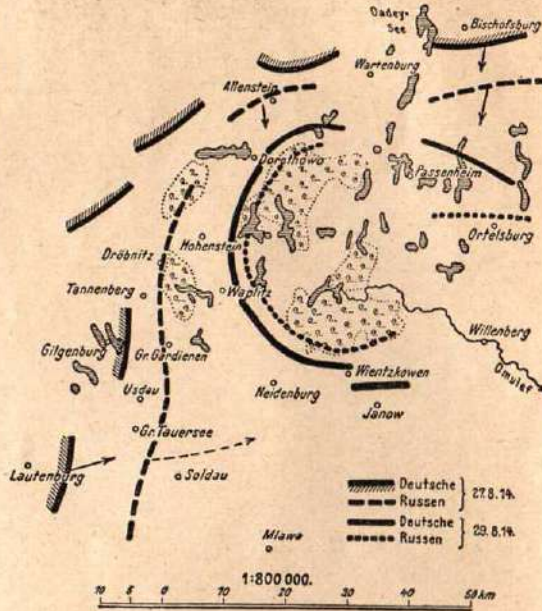 Dadey-
See
Bischofsburg
Wartenburg
Allenstein
Dorothowo
Passenheim
Ortelsburg
Hohenstein
Dröbnitz
Tannenberg
Waplitz
Willenberg
Omulef
Gilgenburg
Gr. Gardienen
Usdau
Wientzkowen
Neidenburg
Janow
Gr. Tauersee
Lautenburg
Soldau
Mlawa
Deutsche
Russen
27.8.14.
Deutsche
Russen
29.8.14.
1:800000.
10 5 0 10 20 30 40 50 km